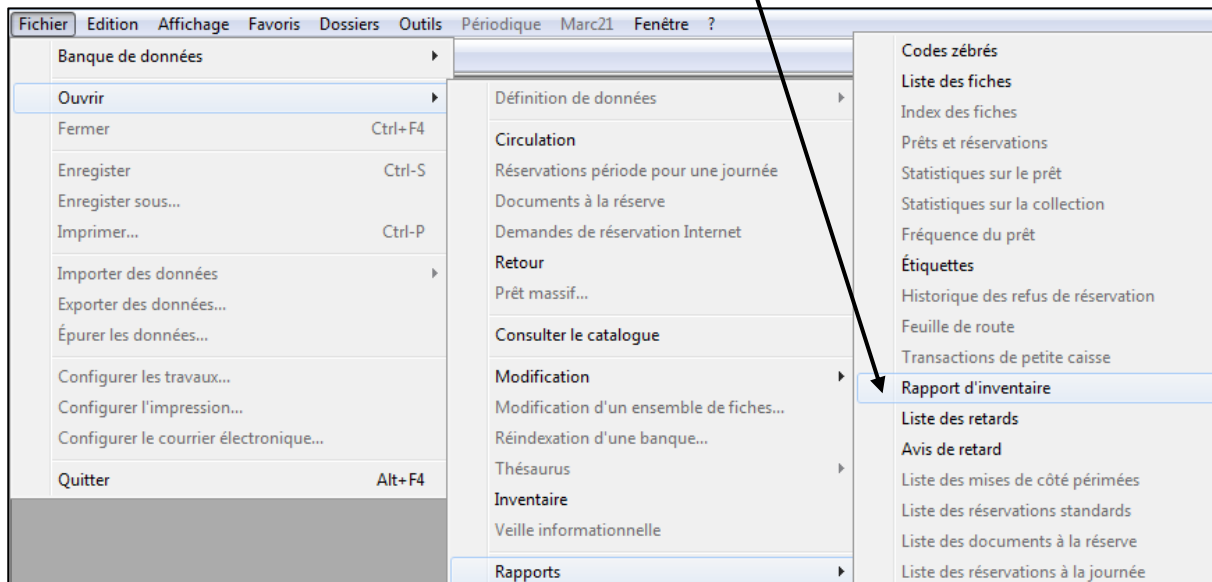 Fichier Edition Affichage Favoris Dossiers Outils Périodique Marc21 Fenêtre ?
Banque de données
Ouvrir
Fermer Ctrl+F4
Enregister Ctrl-S
Enregister sous...
Imprimer... Ctrl-P
Importer des données
Exporter des données...
Épurer les données...
Configurer les travaux...
Configurer l'impression...
Configurer le courrier électronique...
Quitter Alt+F4
Définition de données
Circulation
Réservations période pour une journée
Documents à la réserve
Demandes de réservation Internet
Retour
Prêt massif...
Consulter le catalogue
Modification
Modification d'un ensemble de fiches...
Réindexation d'une banque...
Thésaurus
Inventaire
Veille informationnelle
Rapports
Codes zébrés
Liste des fiches
Index des fiches
Prêts et réservations
Statistiques sur le prêt
Statistiques sur la collection
Fréquence du prêt
Étiquettes
Historique des refus de réservation
Feuille de route
Transactions de petite caisse
Rapport d'inventaire
Liste des retards
Avis de retard
Liste des mises de côté périmées
Liste des réservations standards
Liste des documents à la réserve
Liste des réservations à la journée